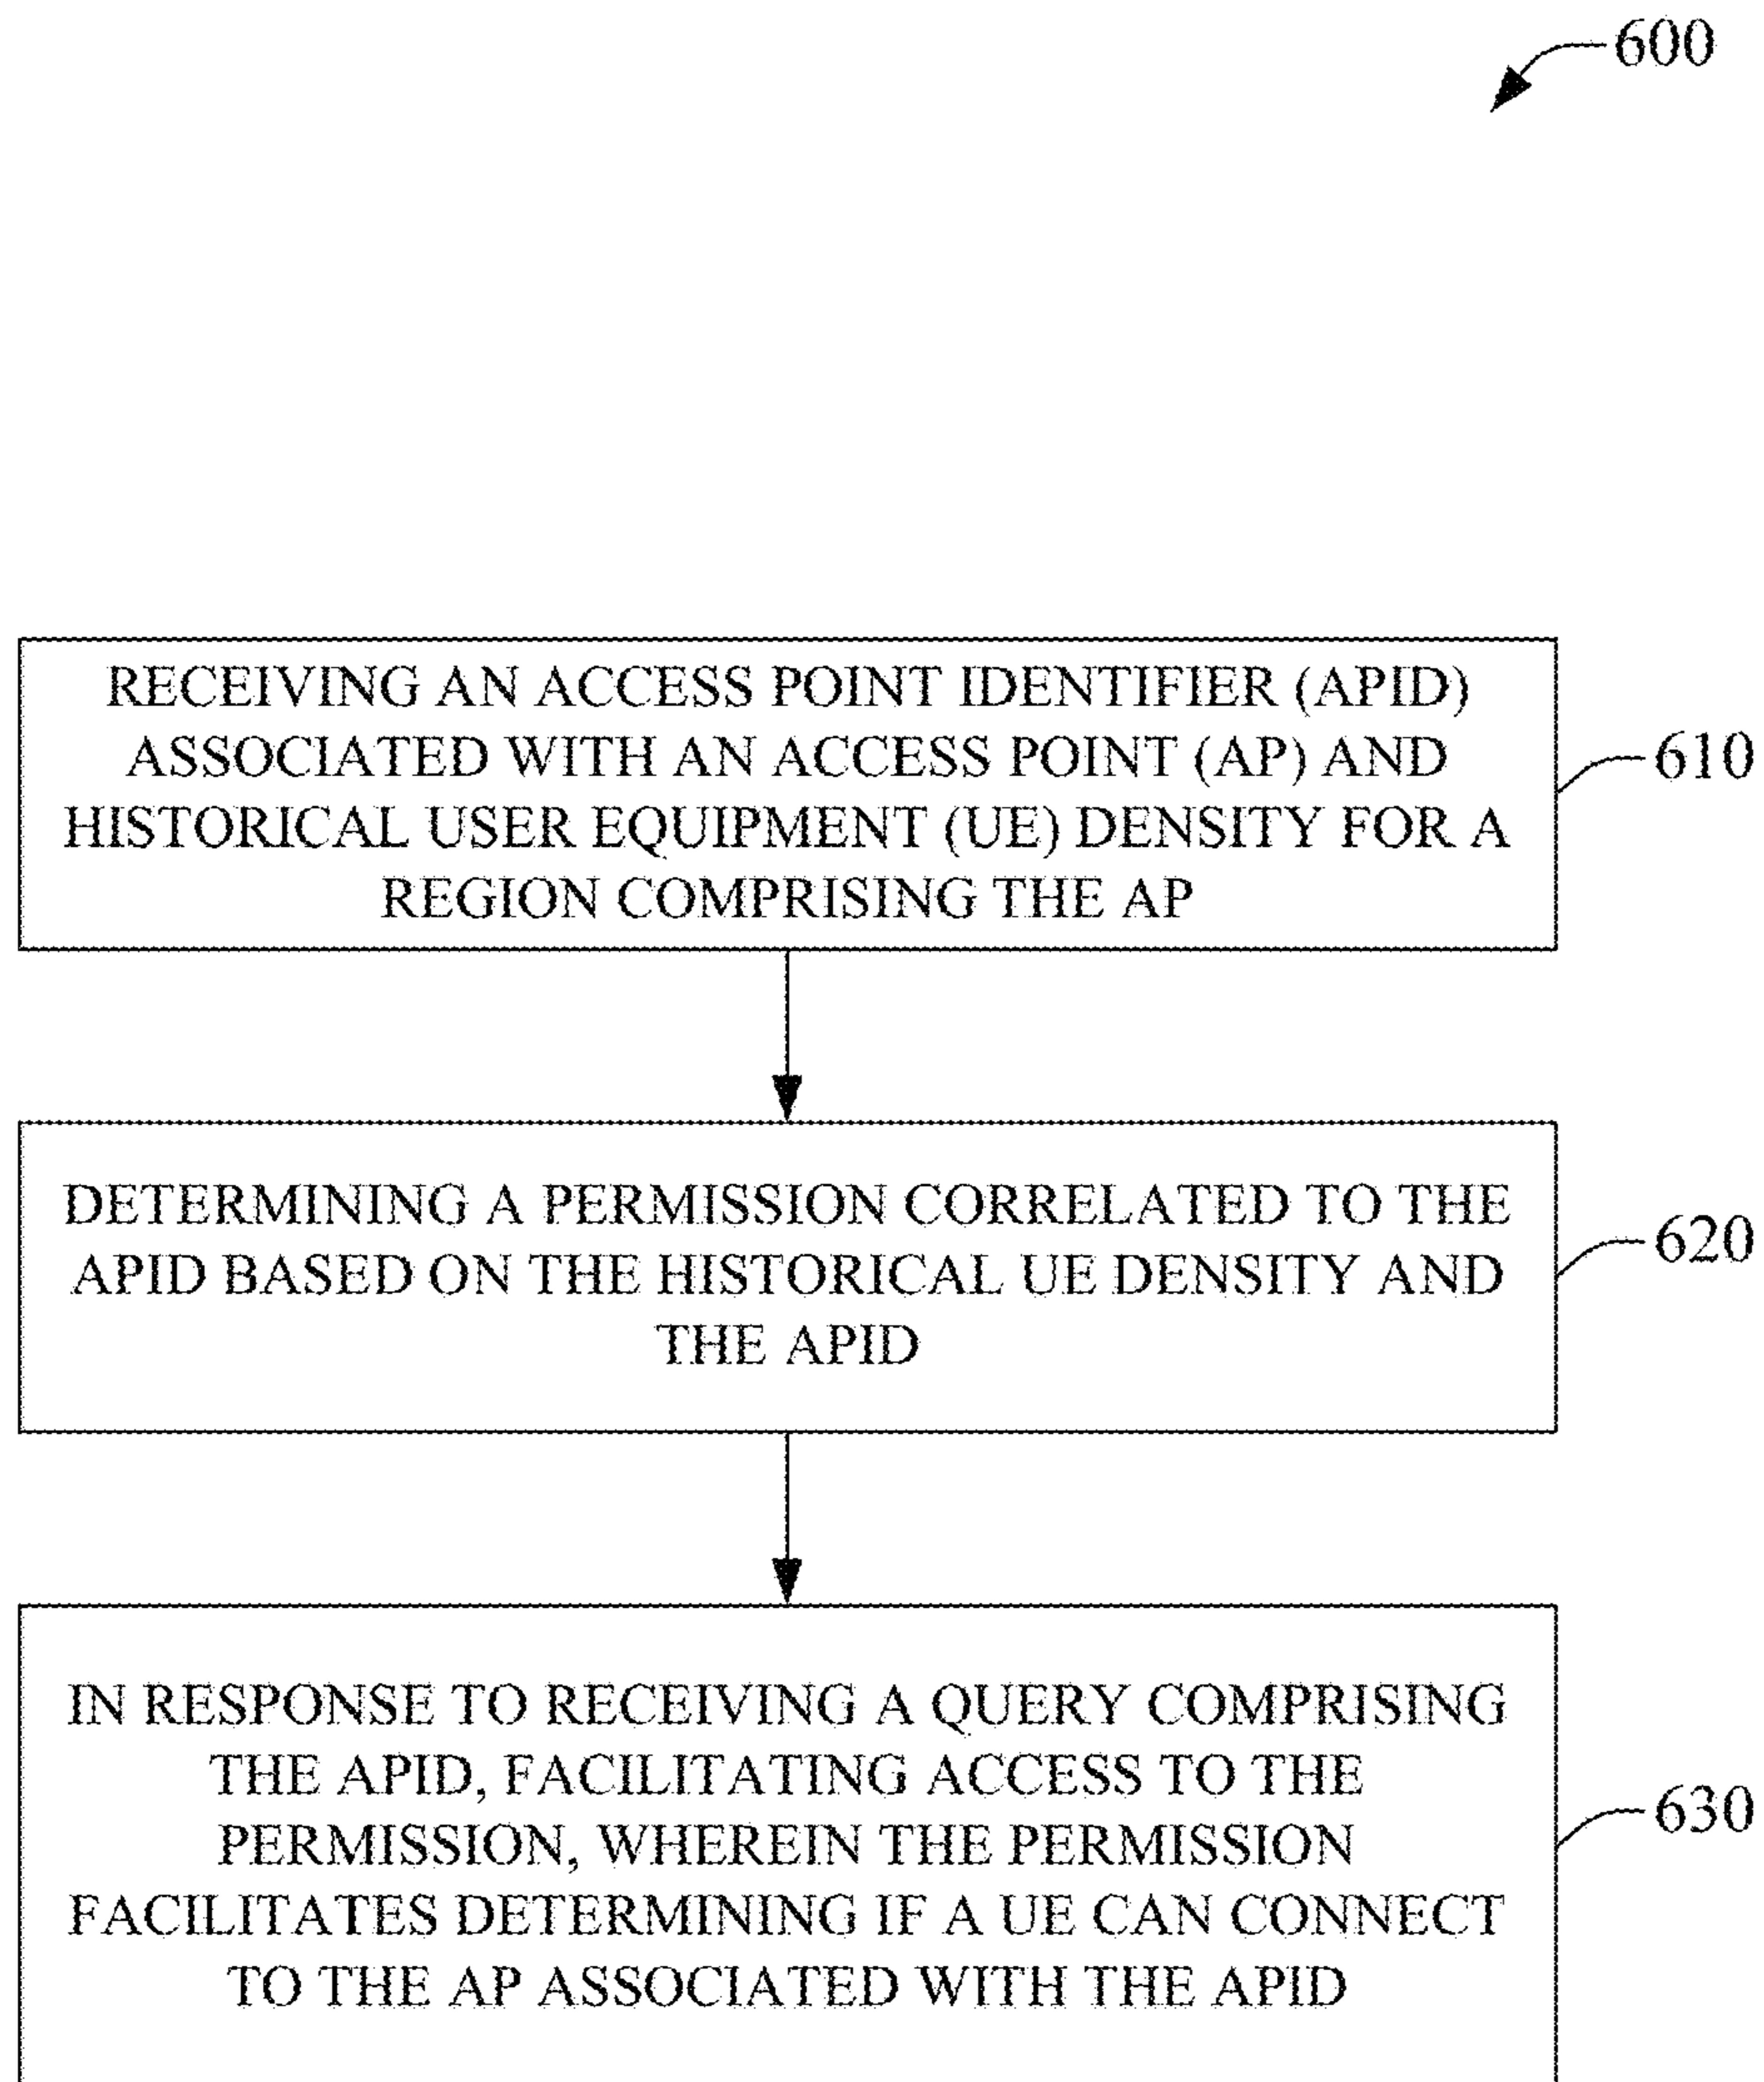 600
RECEIVING AN ACCESS POINT IDENTIFIER (APID)
ASSOCIATED WITH AN ACCESS POINT (AP) AND
HISTORICAL USER EQUIPMENT (UE) DENSITY FOR A
REGION COMPRISING THE AP
610
DETERMINING A PERMISSION CORRELATED TO THE
APID BASED ON THE HISTORICAL UE DENSITY AND
THE APID
620
IN RESPONSE TO RECEIVING A QUERY COMPRISING
THE APID, FACILITATING ACCESS TO THE
PERMISSION, WHEREIN THE PERMISSION
FACILITATES DETERMINING IF A UE CAN CONNECT
TO THE AP ASSOCIATED WITH THE APID
630